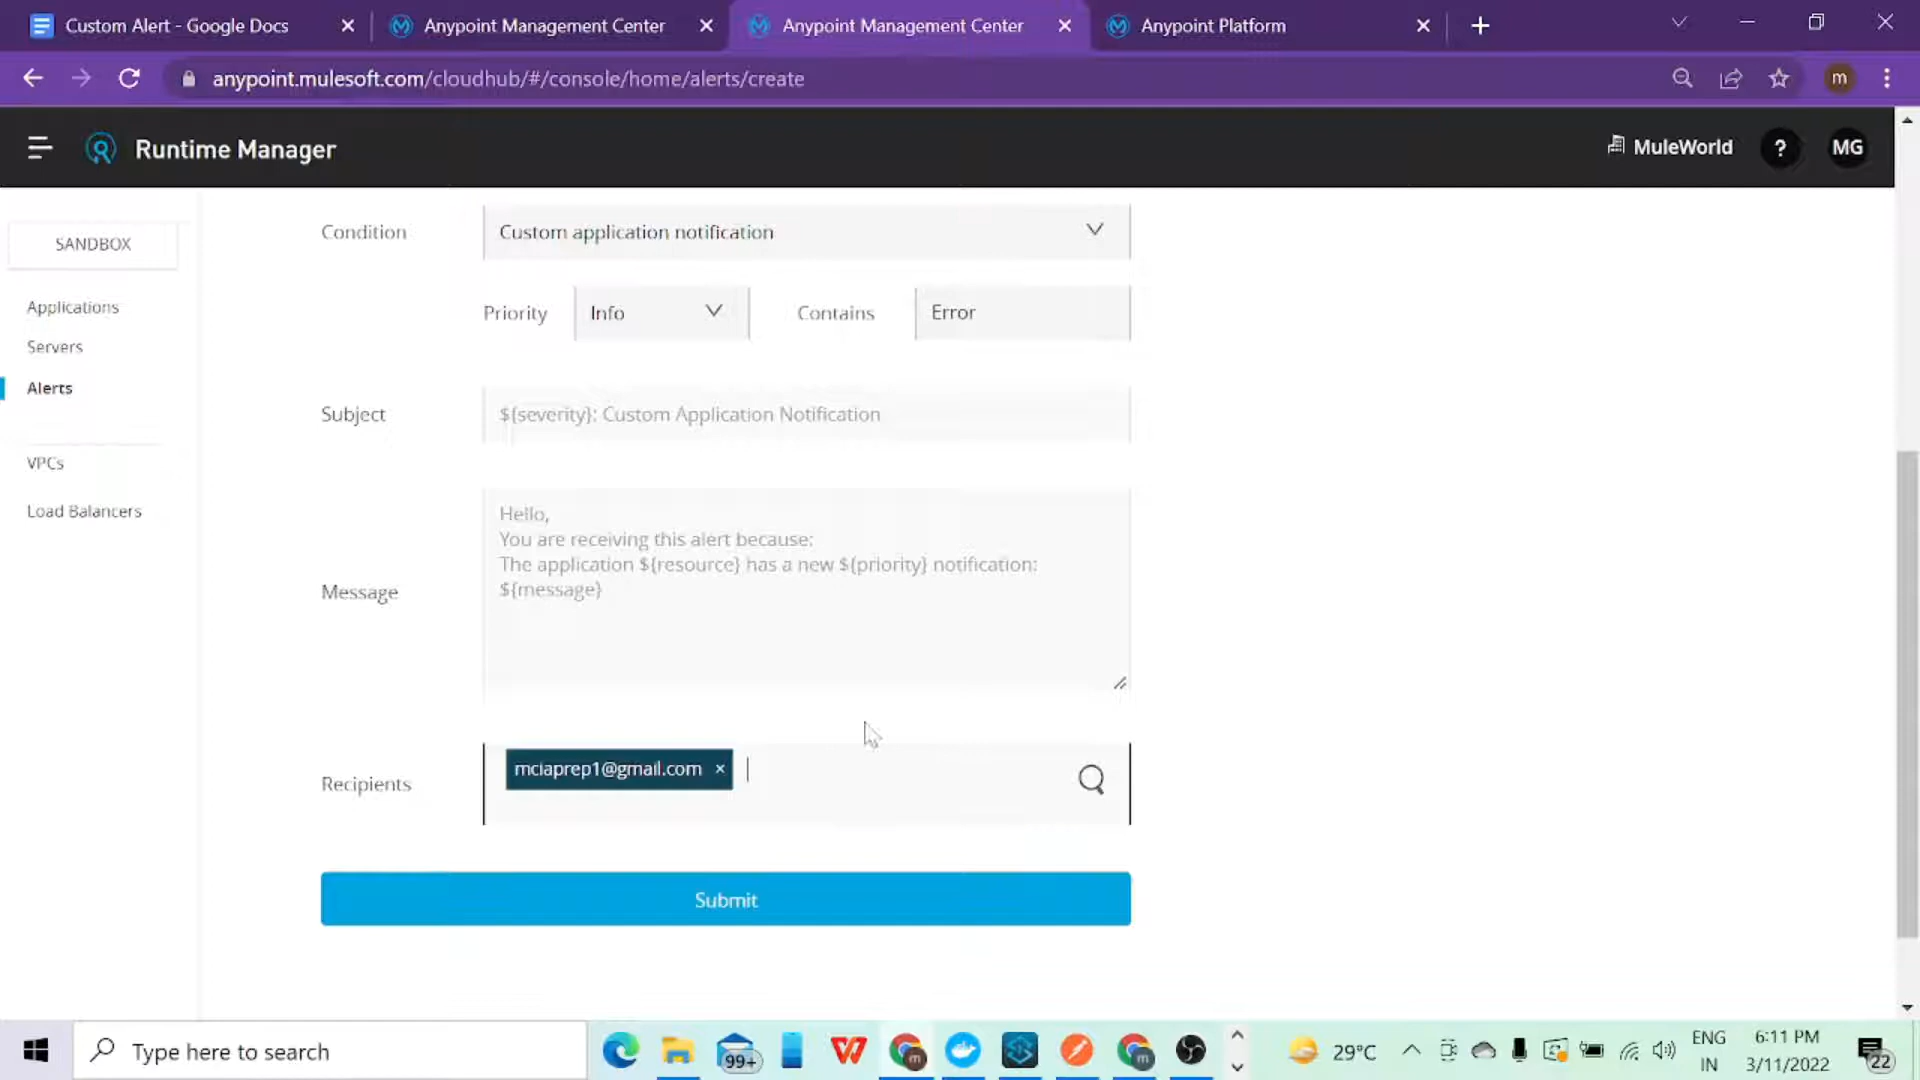 Custom Alert - Google Docs
Anypoint Management Center
Anypoint Management Center
Anypoint Platform
anypoint.mulesoft.com/cloudhub/#/console/home/alerts/create
m
Runtime Manager
MuleWorld
?
MG
SANDBOX
Applications
Servers
Alerts
VPCs
Load Balancers
Condition
Custom application notification
Priority
Info
Contains
Error
Subject
${severity}: Custom Application Notification
Message
Hello,
You are receiving this alert because:
The application ${resource} has a new ${priority} notification:
${message}
Recipients
mciaprep1@gmail.com ×
Submit
Type here to search
99+
m
m
29°C
ENG
IN
6:11 PM
3/11/2022
22